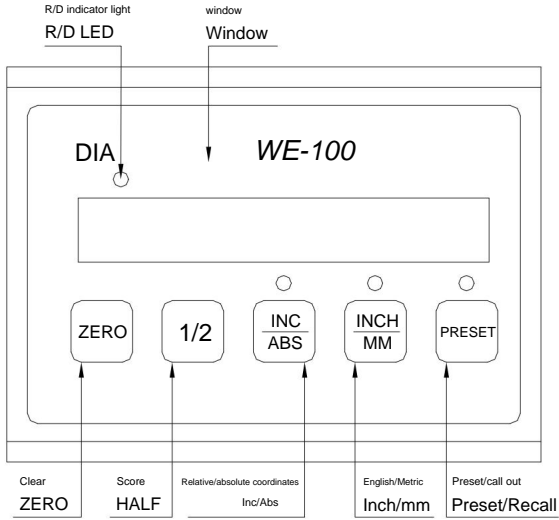 R/D indicator light
R/D LED
window
Window
DIA
WE-100
ZERO
1/2
INC
ABS
INCH
MM
PRESET
Clear
ZERO
Score
HALF
Relative/absolute coordinates
Inc/Abs
English/Metric
Inch/mm
Preset/call out
Preset/Recall